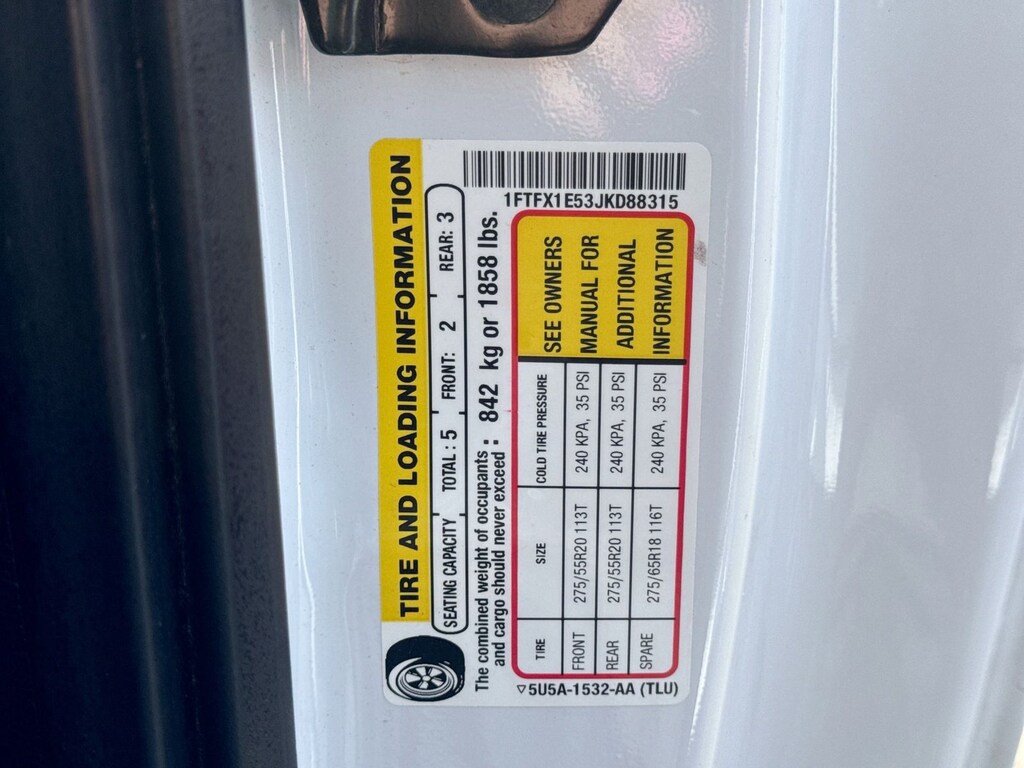 TIRE AND LOADING INFORMATION
SEATING CAPACITY TOTAL : 5 FRONT: 2 REAR: 3
The combined weight of occupants
and cargo should never exceed : 842 kg or 1858 lbs.
TIRE SIZE COLD TIRE PRESSURE
FRONT 275/55R20 113T 240 KPA, 35 PSI
REAR 275/55R20 113T 240 KPA, 35 PSI
SPARE 275/65R18 116T 240 KPA, 35 PSI
SEE OWNERS
MANUAL FOR
ADDITIONAL
INFORMATION
1FTFX1E53JKD88315
5U5A-1532-AA (TLU)